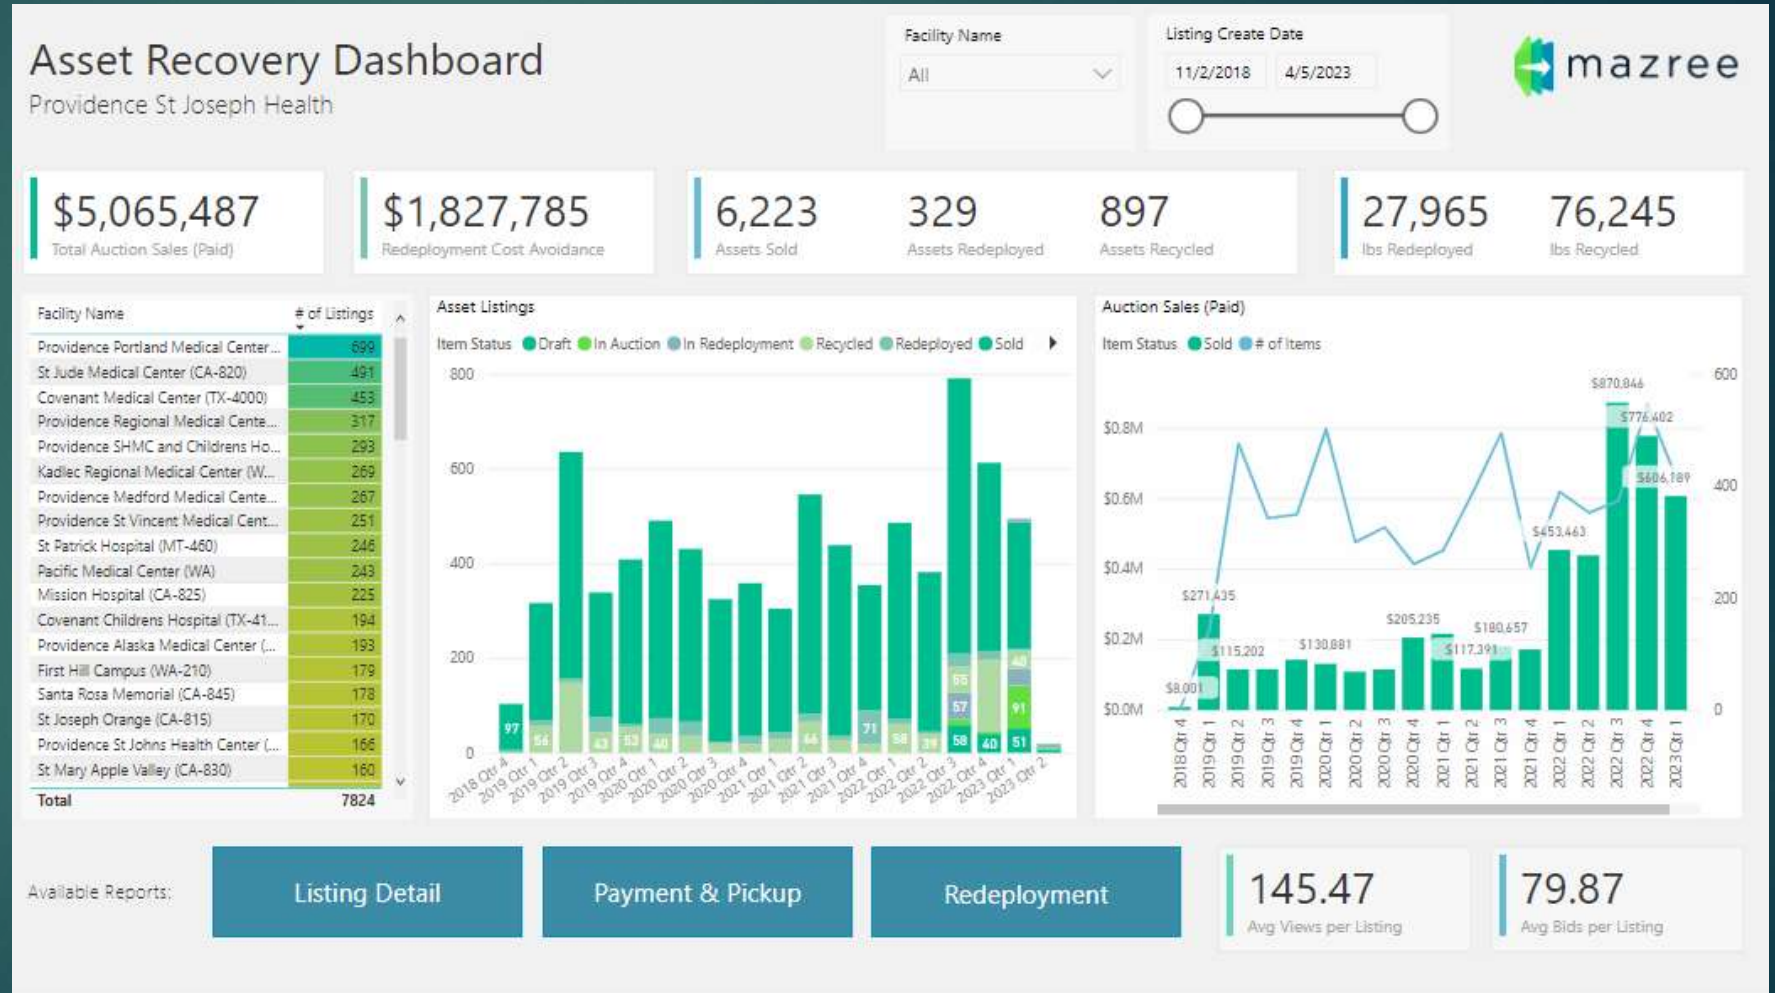 Asset Recovery Dashboard
Providence St Joseph Health
Facility Name
All
Listing Create Date
11/2/2018 4/5/2023
mazree
$5,065,487
Total Auction Sales (Paid)
$1,827,785
Redeployment Cost Avoidance
6,223 329 897
Assets Sold Assets Redeployed Assets Recycled
27,965 76,245
lbs Redeployed lbs Recycled
Facility Name # of Listings
Providence Portland Medical Center... 699
St Jude Medical Center (CA-820) 491
Covenant Medical Center (TX-4000) 453
Providence Regional Medical Cente... 317
Providence SHMC and Childrens Ho... 293
Kadlec Regional Medical Center (W... 269
Providence Medford Medical Cente... 267
Providence St Vincent Medical Cent... 251
St Patrick Hospital (MT-460) 246
Pacific Medical Center (WA) 243
Mission Hospital (CA-825) 225
Covenant Childrens Hospital (TX-41... 194
Providence Alaska Medical Center (... 193
First Hill Campus (WA-210) 179
Santa Rosa Memorial (CA-845) 178
St Joseph Orange (CA-815) 170
Providence St Johns Health Center (... 166
St Mary Apple Valley (CA-830) 160
Total 7824
Asset Listings
Item Status Draft In Auction In Redeployment Recycled Redeployed Sold
800
600
400
200
0
97 56 43 53 40 66 71 58 39
55
57
58
40
40
91
51
2018 Qtr 4
2019 Qtr 1
2019 Qtr 2
2019 Qtr 3
2019 Qtr 4
2020 Qtr 1
2020 Qtr 2
2020 Qtr 3
2020 Qtr 4
2021 Qtr 1
2021 Qtr 2
2021 Qtr 3
2021 Qtr 4
2022 Qtr 1
2022 Qtr 2
2022 Qtr 3
2022 Qtr 4
2023 Qtr 1
2023 Qtr 2
Auction Sales (Paid)
Item Status Sold # of Items
$0.8M
$0.6M
$0.4M
$0.2M
$0.0M
600
400
200
0
$8,001
$271,435
$115,202
$130,881
$205,235
$117,391
$180,657
$453,463
$870,846
$776,402
$606,189
2018 Qtr 4
2019 Qtr 1
2019 Qtr 2
2019 Qtr 3
2019 Qtr 4
2020 Qtr 1
2020 Qtr 2
2020 Qtr 3
2020 Qtr 4
2021 Qtr 1
2021 Qtr 2
2021 Qtr 3
2021 Qtr 4
2022 Qtr 1
2022 Qtr 2
2022 Qtr 3
2022 Qtr 4
2023 Qtr 1
Available Reports:
Listing Detail
Payment & Pickup
Redeployment
145.47
Avg Views per Listing
79.87
Avg Bids per Listing